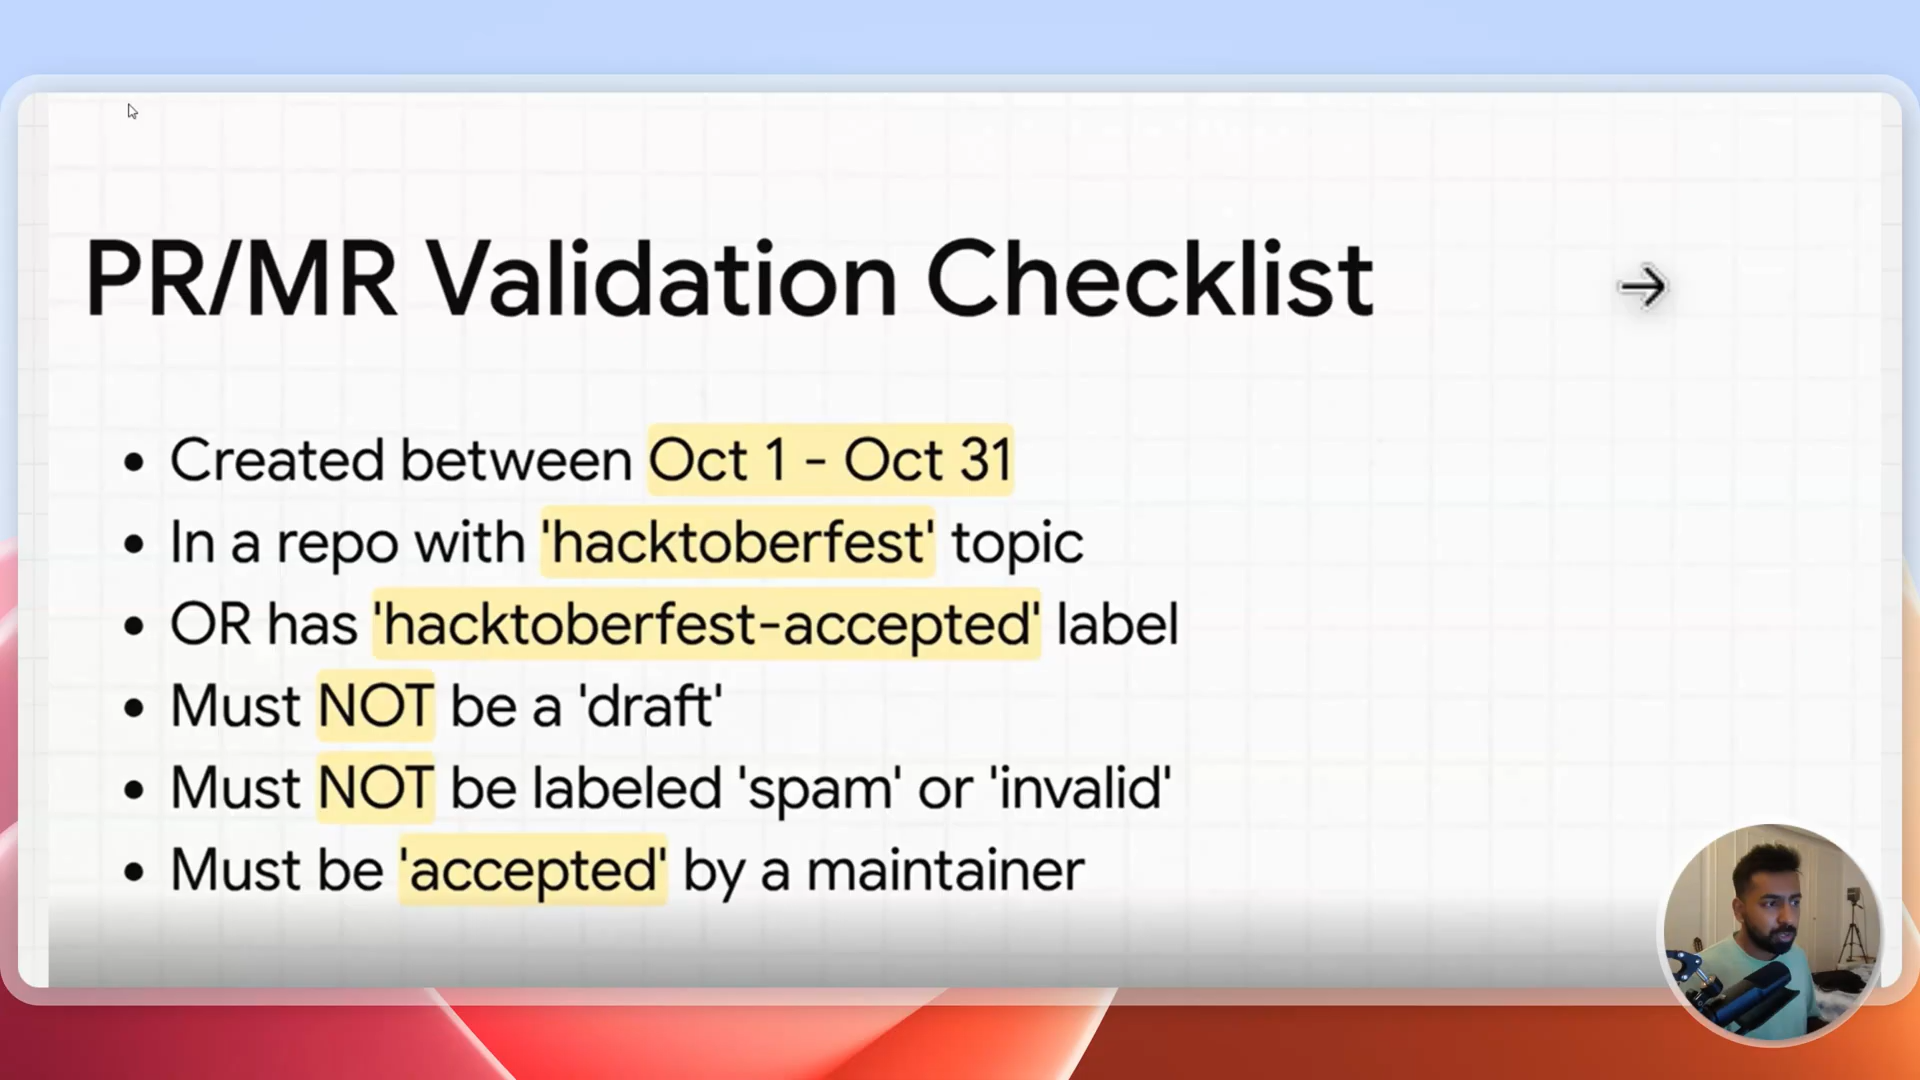 PR/MR Validation Checklist
• Created between Oct 1 - Oct 31
• In a repo with 'hacktoberfest' topic
• OR has 'hacktoberfest-accepted' label
• Must NOT be a 'draft'
• Must NOT be labeled 'spam' or 'invalid'
• Must be 'accepted' by a maintainer